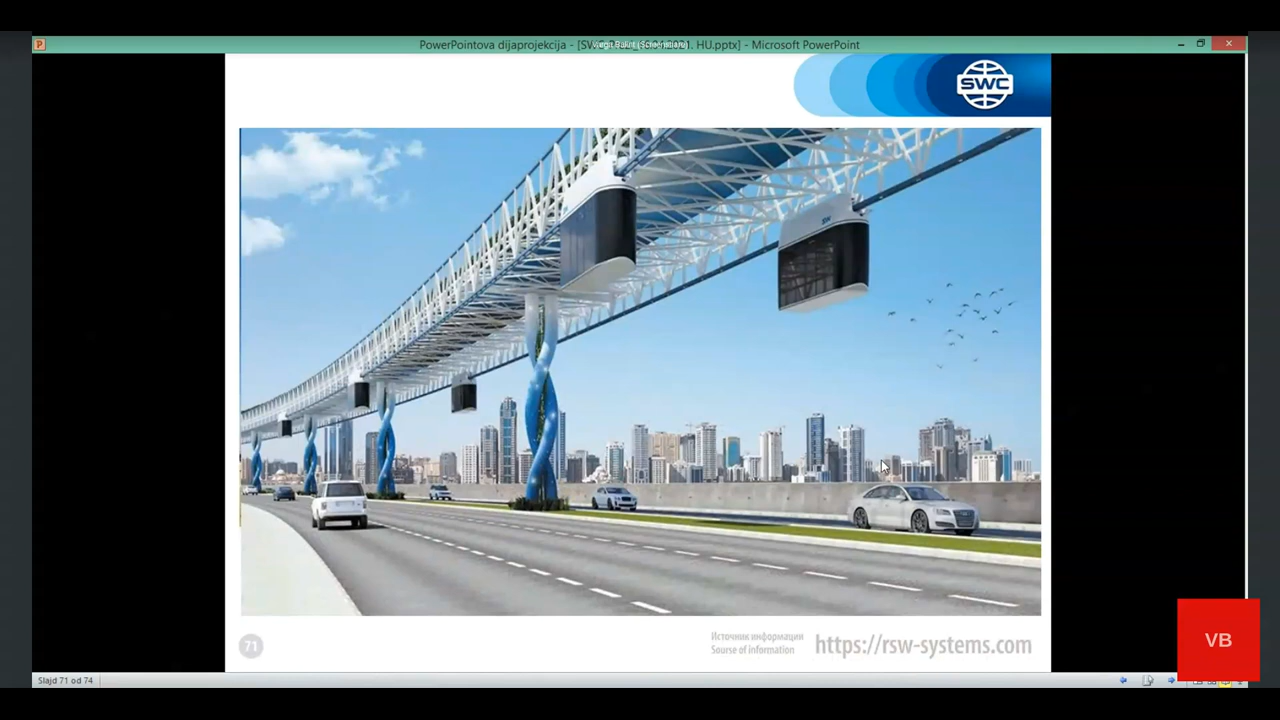 PowerPointova dijaprojekcija - [SW
HU.pptx] - Microsoft PowerPoint
SWC
71
Источник информации
Sourse of information
https://rsw-systems.com
VB
Slajd 71 od 74